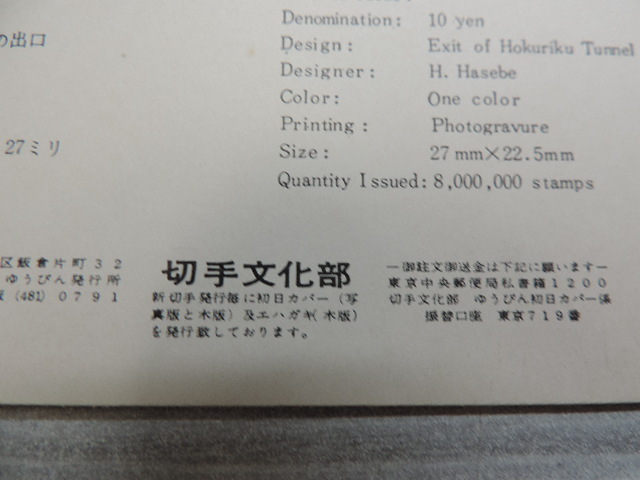 の出口
27ミリ
Denomination: 10 yen
Design: Exit of Hokuriku Tunnel
Designer: H. Hasebe
Color: One color
Printing: Photogravure
Size: 27 mm×22.5mm
Quantity Issued: 8,000,000 stamps
区飯倉片町32
ゆうびん発行所
(481) 0791
切手文化部
新切手発行毎に初日カバー(写
真版と木版)及エハガキ(木版)
を発行致しております。
―御註文御送金は下記に願います―
東京中央郵便局私書箱1200
切手文化部 ゆうびん初日カバー張
振替口座 東京719番